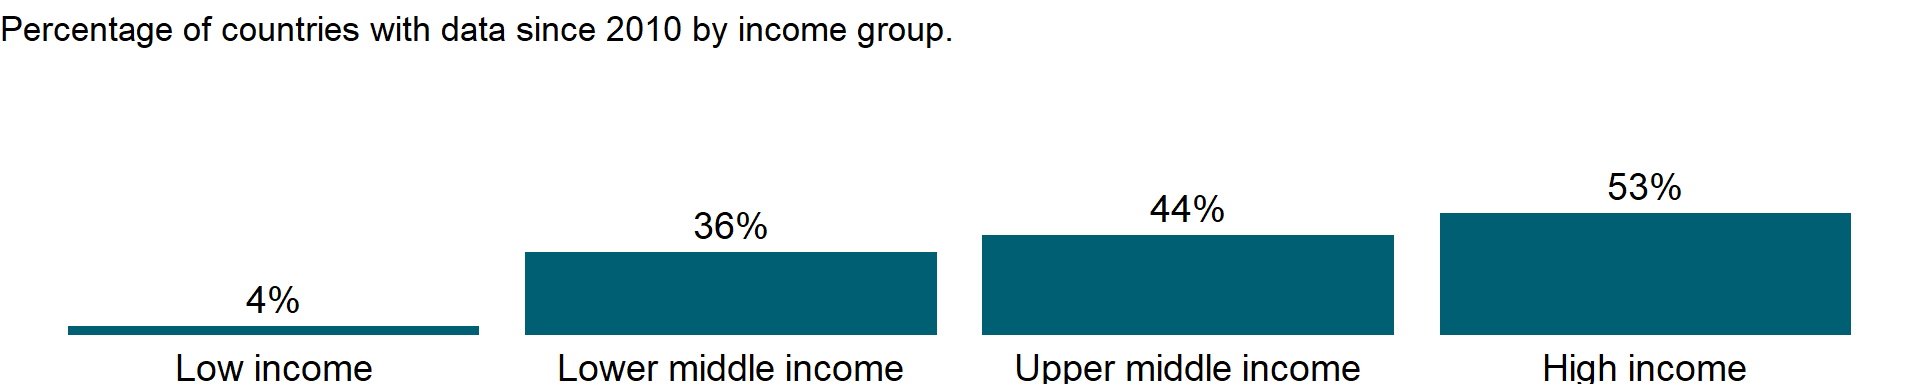 Percentage of countries with data since 2010 by income group.
53%
44%
36%
4%
Low income Lower middle income Upper middle income High income